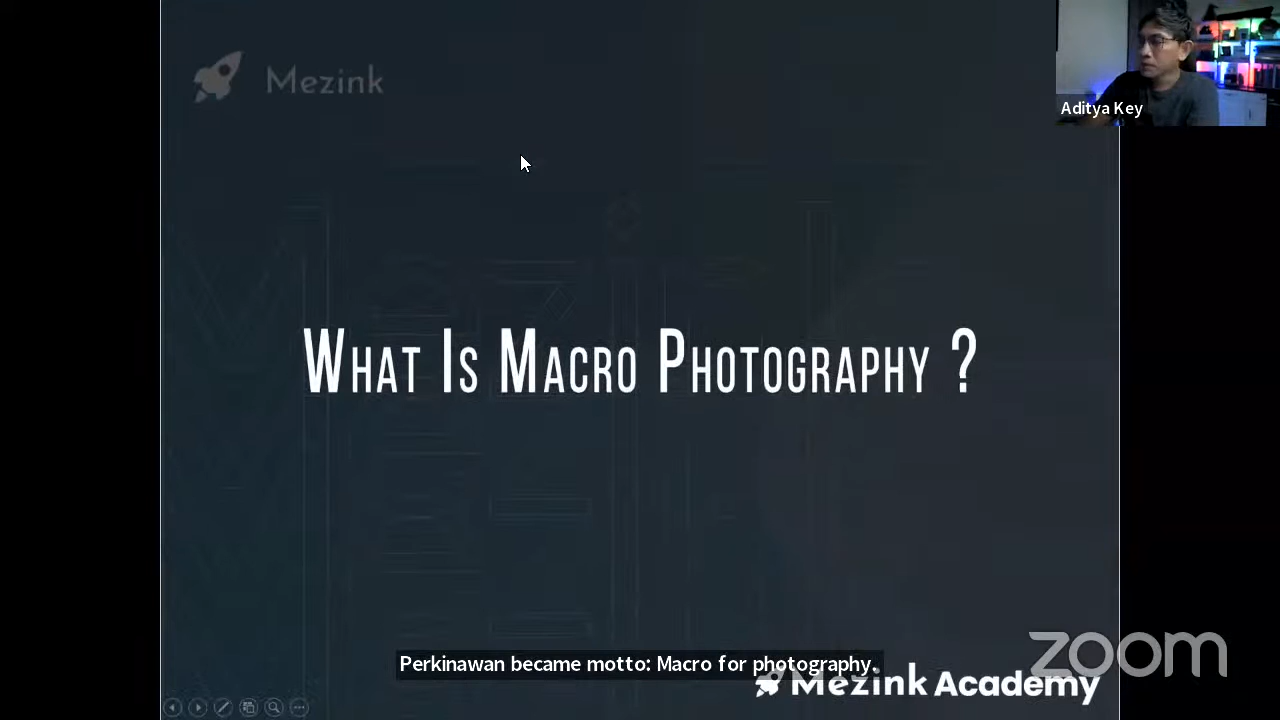 Mezink
Aditya Key
What Is Macro Photography ?
Perkinawan became motto: Macro for photography.
zoom
Mezink Academy